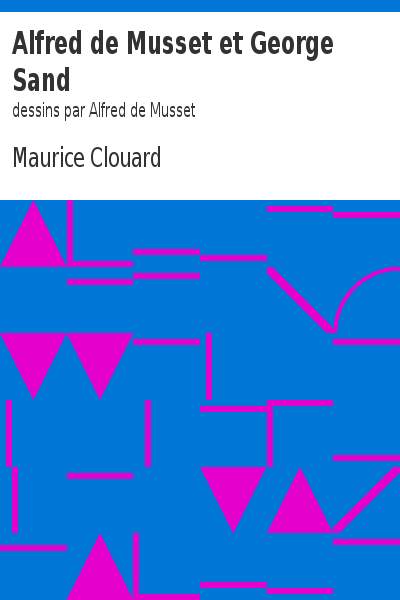 Alfred de Musset et George
Sand
dessins par Alfred de Musset
Maurice Clouard